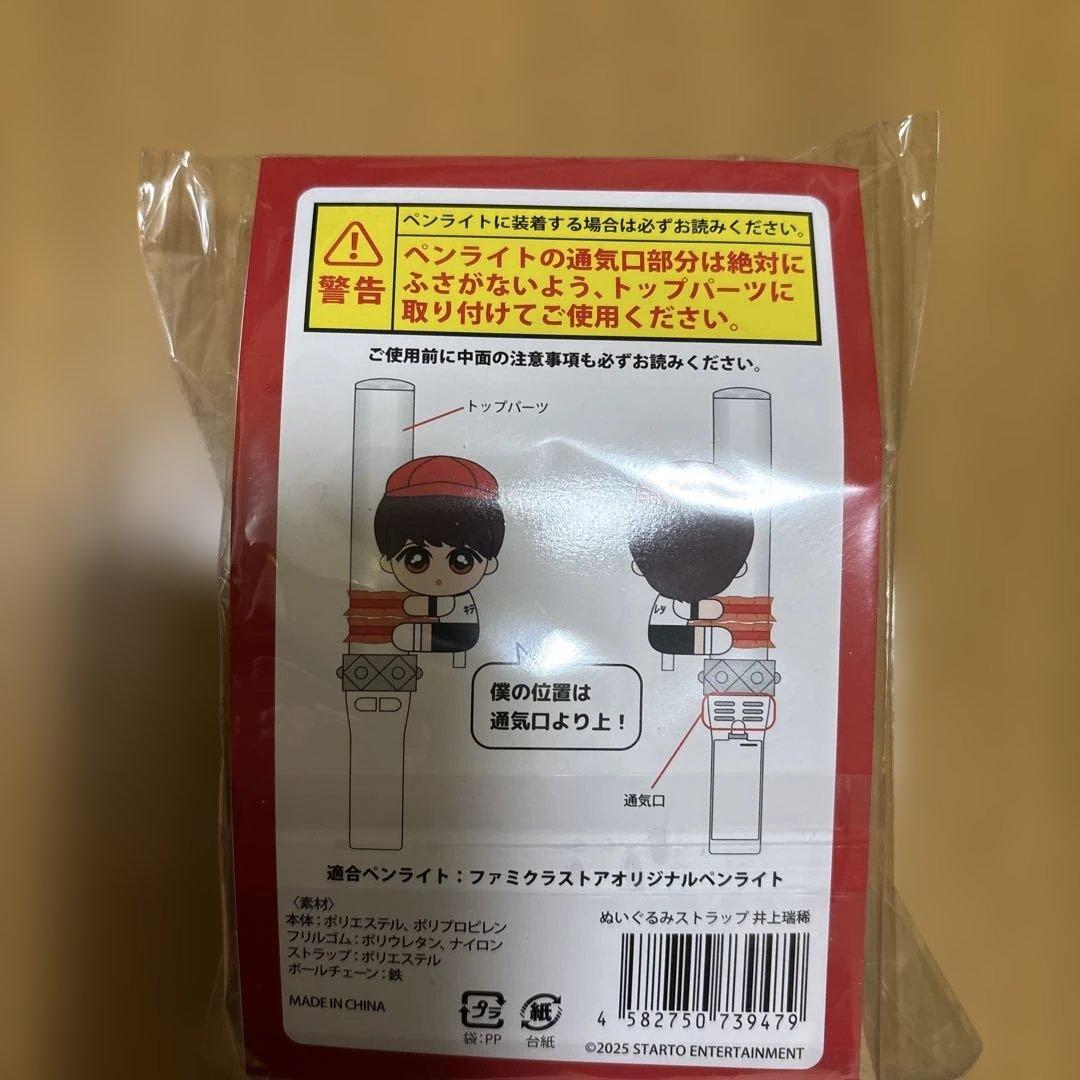 警告
ペンライトに装着する場合は必ずお読みください。
ペンライトの通気口部分は絶対に
ふさがないよう、トップパーツに
取り付けてご使用ください。
ご使用前に中面の注意事項も必ずお読みください。
トップパーツ
キテ
レツ
僕の位置は
通気口より上！
通気口
適合ペンライト：ファミクラストアオリジナルペンライト
〈素材〉
本体：ポリエステル、ポリプロピレン
フリルゴム：ポリウレタン、ナイロン
ストラップ：ポリエステル
ボールチェーン：鉄
MADE IN CHINA
プラ
袋：PP
紙
台紙
ぬいぐるみストラップ 井上瑞稀
4 582750 739479
©2025 STARTO ENTERTAINMENT